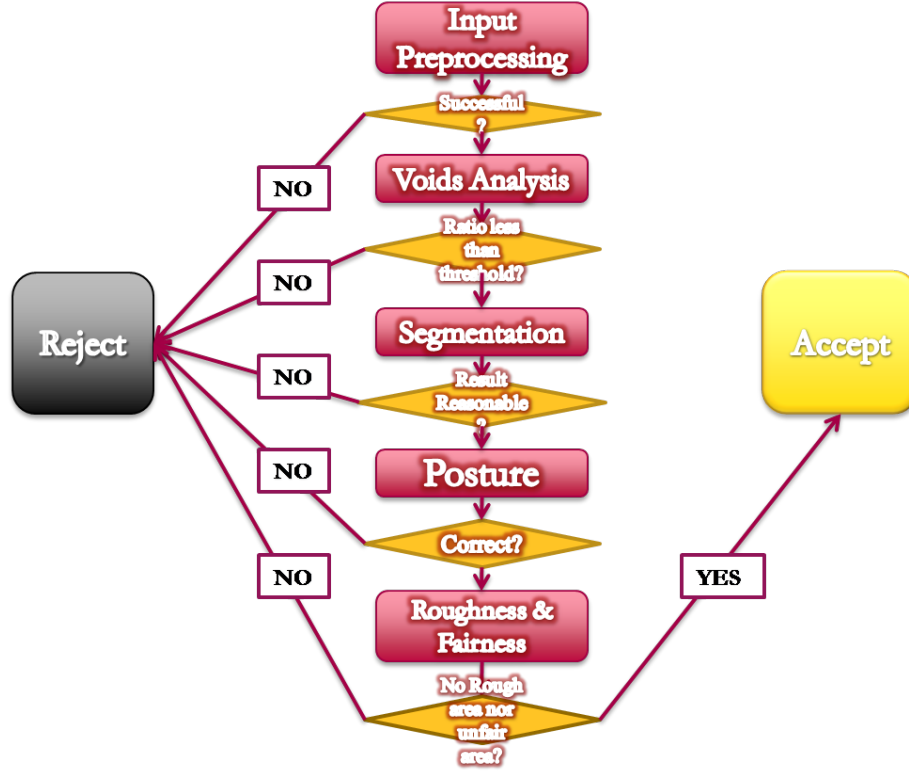 Input
Preprocessing
Successful
?
NO
Voids Analysis
Ratio less
than
threshold?
NO
Reject
Accept
Segmentation
NO
Result
Reasonable
?
Posture
NO
Correct?
NO
YES
Roughness &
Fairness
No Rough
area nor
unfair
area?